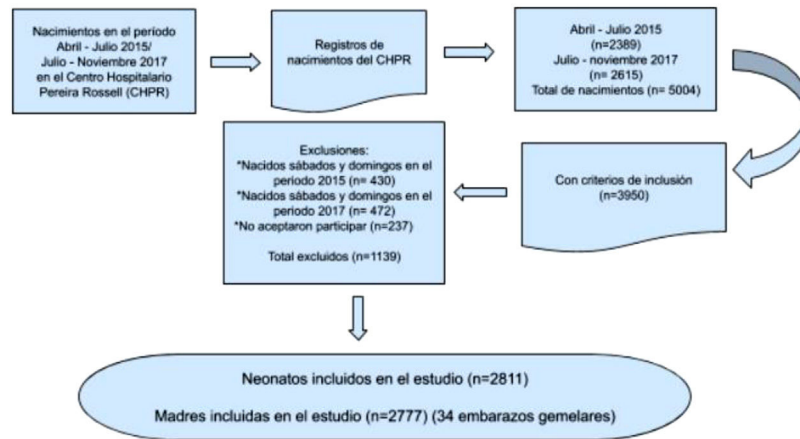 Nacimientos en el período
Abril - Julio 2015/
Julio - Noviembre 2017
en el Centro Hospitalario
Pereira Rossell (CHPR)
Registros de
nacimientos del CHPR
Abril - Julio 2015
(n=2389)
Julio - noviembre 2017
(n= 2615)
Total de nacimientos (n= 5004)
Con criterios de inclusión
(n=3950)
Exclusiones:
*Nacidos sábados y domingos en el
período 2015 (n= 430)
*Nacidos sábados y domingos en el
período 2017 (n= 472)
*No aceptaron participar (n=237)
Total excluidos (n=1139)
Neonatos incluidos en el estudio (n=2811)
Madres incluidas en el estudio (n=2777) (34 embarazos gemelares)